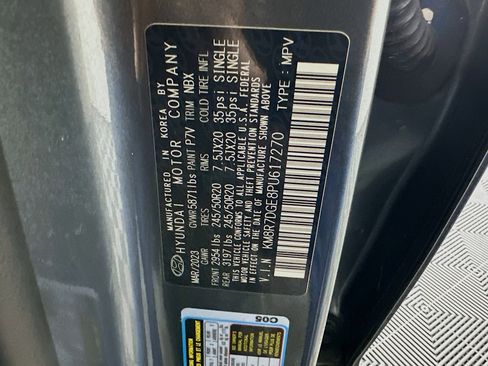 MANUFACTURED IN KOREA BY
HYUNDAI MOTOR COMPANY
MAR/2023 GVWR 5871lbs PAINT P7V TRIM NBX
GAWR TIRES RIMS COLD TIRE INFL
FRONT 2954lbs 245/50R20 7.5JX20 35psi SINGLE
REAR 3197lbs 245/50R20 7.5JX20 35psi SINGLE
THIS VEHICLE CONFORMS TO ALL APPLICABLE U.S.A. FEDERAL
MOTOR VEHICLE SAFETY AND THEFT PREVENTION STANDARDS
IN EFFECT ON THE DATE OF MANUFACTURE SHOWN ABOVE
V.I.N : KM8R7DGE8PU617270 TYPE : MPV
C05
ADDITIONAL
INFORMATION